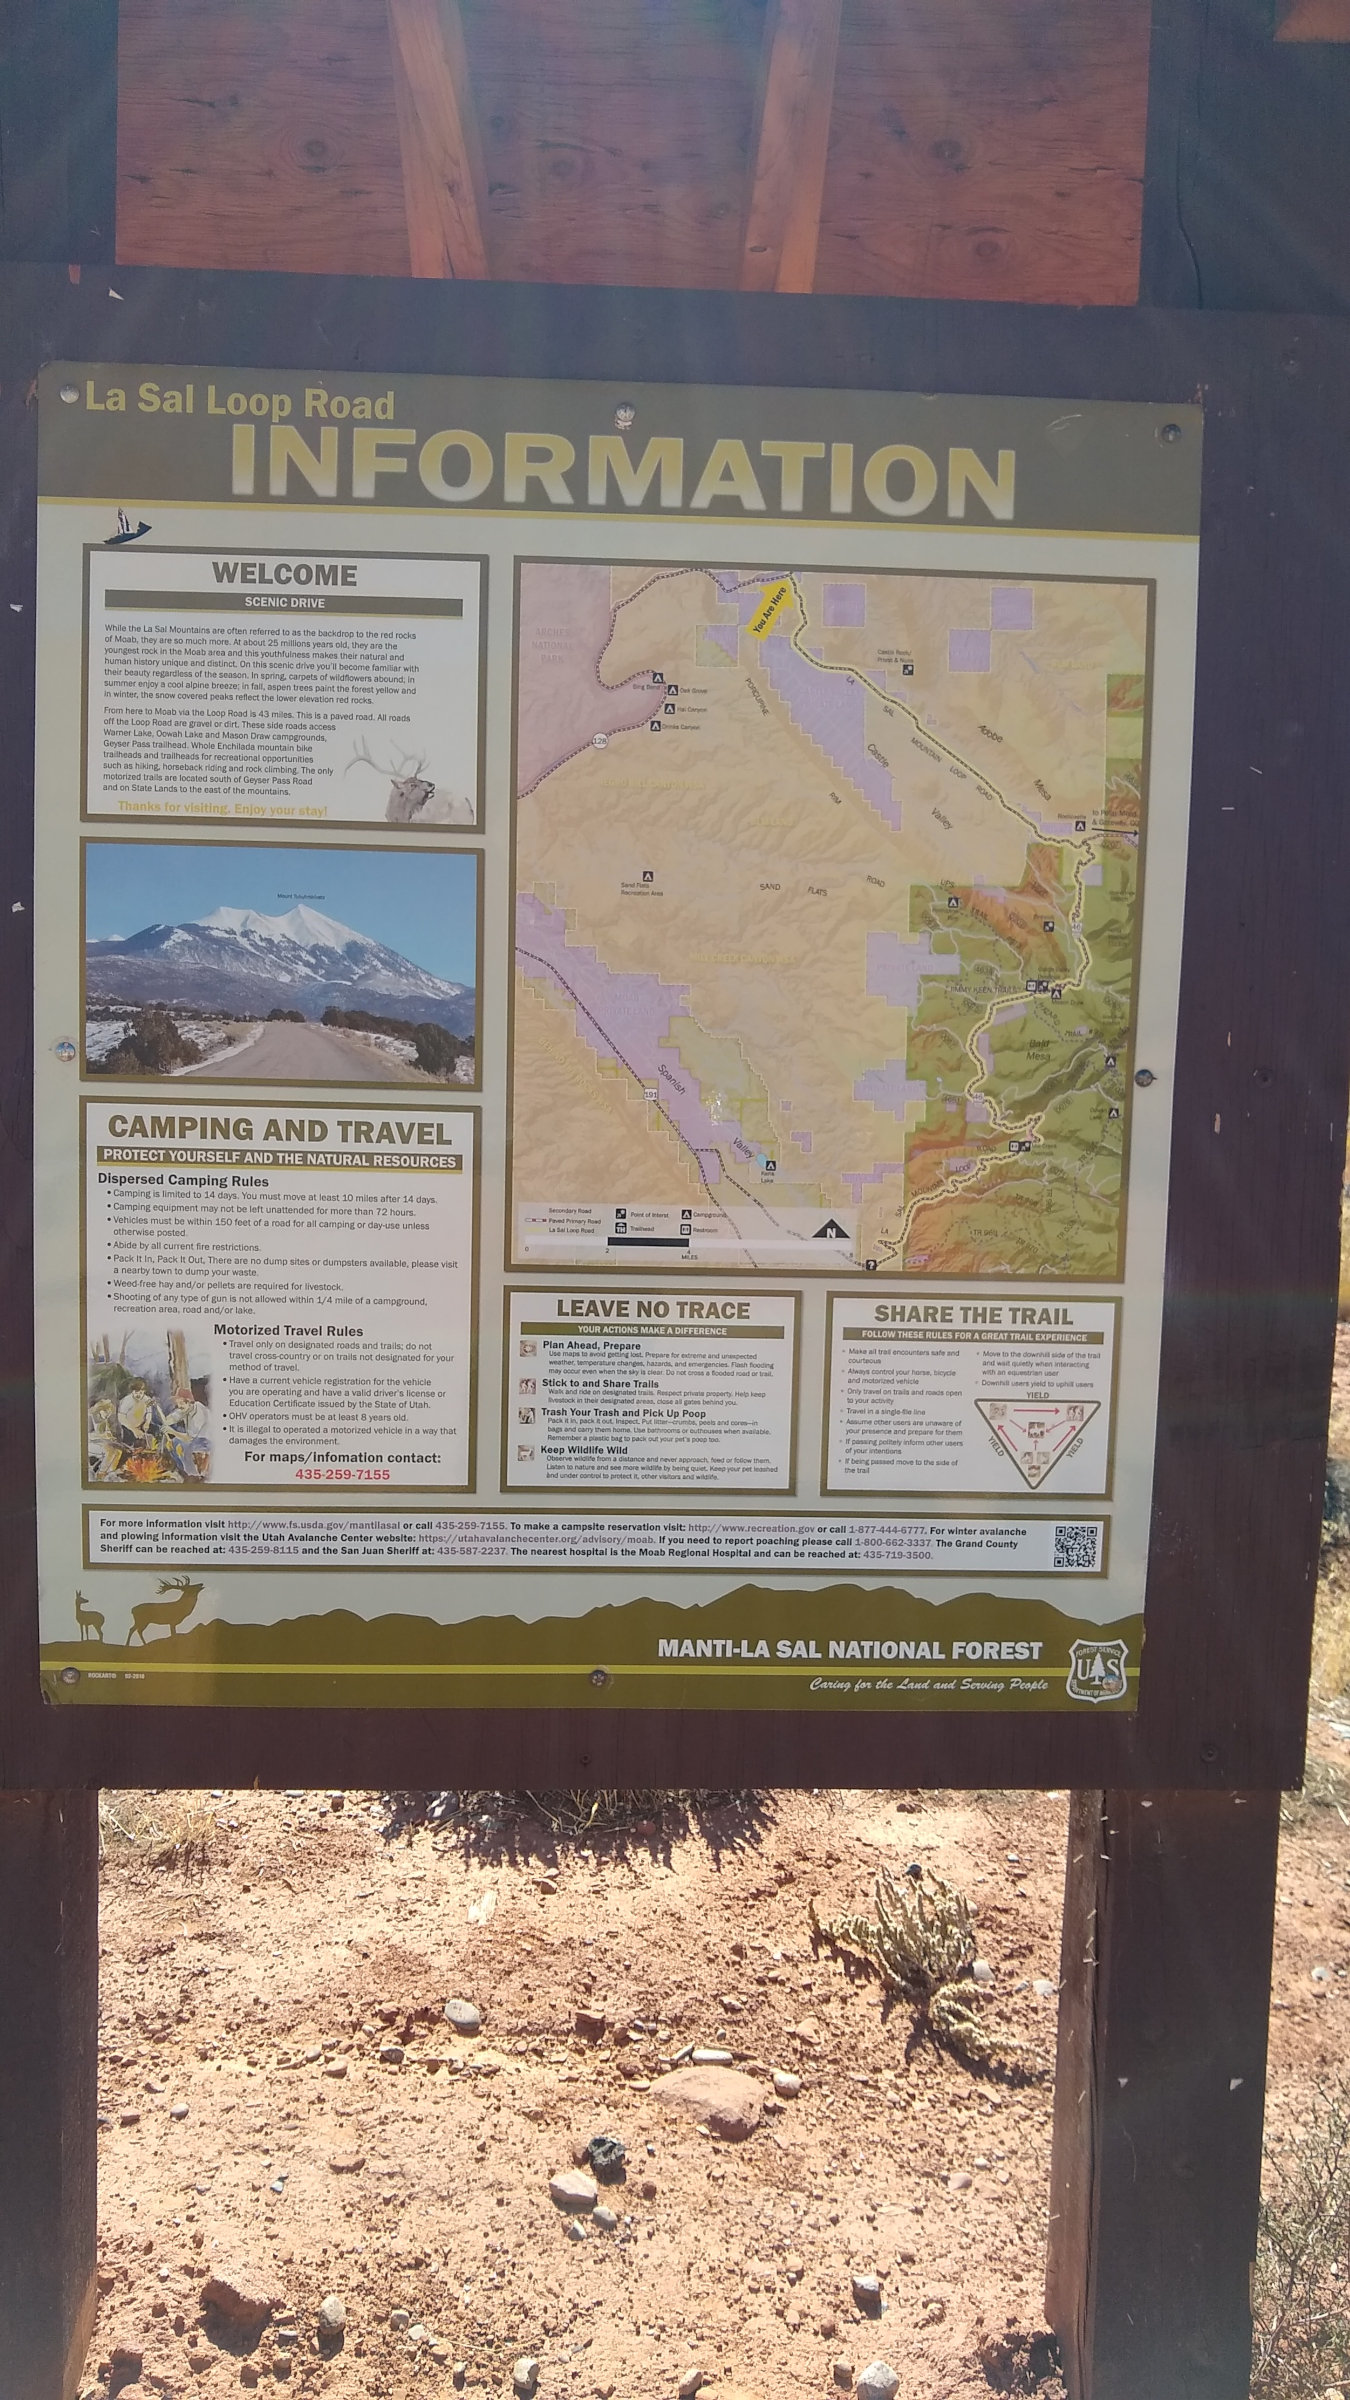 La Sal Loop Road
INFORMATION
WELCOME
SCENIC DRIVE
While the La Sal Mountains are often referred to as the backdrop to the red rocks
of Moab, they are so much more. At about 25 millions years old, they are the
youngest rock in the Moab area and this youthfulness makes their natural and
human history unique and distinct. On this scenic drive you'll become familiar with
their beauty regardless of the season. In spring, carpets of wildflowers abound; in
summer enjoy a cool alpine breeze; in fall, aspen trees paint the forest yellow and
in winter, the snow covered peaks reflect the lower elevation red rocks.
From here to Moab via the Loop Road is 43 miles. This is a paved road. All roads
off the Loop Road are gravel or dirt. These side roads access
Warner Lake, Oowah Lake and Mason Draw campgrounds,
Geyser Pass trailhead. Whole Enchilada mountain bike
trailheads and trailheads for recreational opportunities
such as hiking, horseback riding and rock climbing. The only
motorized trails are located south of Geyser Pass Road
and on State Lands to the east of the mountains.
Thanks for visiting. Enjoy your stay!
CAMPING AND TRAVEL
PROTECT YOURSELF AND THE NATURAL RESOURCES
Dispersed Camping Rules
• Camping is limited to 14 days. You must move at least 10 miles after 14 days.
• Camping equipment may not be left unattended for more than 72 hours.
• Vehicles must be within 150 feet of a road for all camping or day-use unless
otherwise posted.
• Abide by all current fire restrictions.
• Pack It In, Pack It Out, There are no dump sites or dumpsters available, please visit
a nearby town to dump your waste.
• Weed-free hay and/or pellets are required for livestock.
• Shooting of any type of gun is not allowed within 1/4 mile of a campground,
recreation area, road and/or lake.
Motorized Travel Rules
• Travel only on designated roads and trails; do not
travel cross-country or on trails not designated for your
method of travel.
• Have a current vehicle registration for the vehicle
you are operating and have a valid driver's license or
Education Certificate issued by the State of Utah.
• OHV operators must be at least 8 years old.
• It is illegal to operated a motorized vehicle in a way that
damages the environment.
For maps/Infomation contact:
435-259-7155
You Are Here
ARCHES
NATIONAL
PARK
Castle Rock/
Priest & Nuns
Big Bend
Oak Grove
Hal Canyon
Drinks Canyon
128
PORCUPINE
RIM
LA
SAL
MOUNTAIN
LOOP
ROAD
Adobe
Mesa
Castle
Valley
Sand Flats
Recreation Area
SAND
FLATS
ROAD
UPS
46
JIMMY KEEN TRAIL
Mason Draw
Bald
Mesa
46
191
Spanish
Valley
Kens
Lake
Secondary Road
Paved Primary Road
La Sal Loop Road
Point of Interst
Trailhead
Campground
Restroom
N
0
2
4
MILES
LEAVE NO TRACE
YOUR ACTIONS MAKE A DIFFERENCE
Plan Ahead, Prepare
Use maps to avoid getting lost. Prepare for extreme and unexpected
weather, temperature changes, hazards, and emergencies. Flash flooding
may occur even when the sky is clear. Do not cross a flooded road or trail.
Stick to and Share Trails
Walk and ride on designated trails. Respect private property. Help keep
livestock in their designated areas, close all gates behind you.
Trash Your Trash and Pick Up Poop
Pack it in, pack it out. Inspect. Put litter—crumbs, peels and cores—in
bags and carry them home. Use bathrooms or outhouses when available.
Remember a plastic bag to pack out your pet's poop too.
Keep Wildlife Wild
Observe wildlife from a distance and never approach, feed or follow them.
Listen to nature and see more wildlife by being quiet. Keep your pet leashed
and under control to protect it, other visitors and wildlife.
SHARE THE TRAIL
FOLLOW THESE RULES FOR A GREAT TRAIL EXPERIENCE
• Make all trail encounters safe and
courteous
• Always control your horse, bicycle
and motorized vehicle
• Only travel on trails and roads open
to your activity
• Travel in a single-file line
• Assume other users are unaware of
your presence and prepare for them
• If passing politely inform other users
of your intentions
• If being passed move to the side of
the trail
• Move to the downhill side of the trail
and wait quietly when interacting
with an equestrian user
• Downhill users yield to uphill users
YIELD
YIELD
YIELD
For more information visit http://www.fs.usda.gov/mantilasal or call 435-259-7155. To make a campsite reservation visit: http://www.recreation.gov or call 1-877-444-6777. For winter avalanche
and plowing information visit the Utah Avalanche Center website: https://utahavalanchecenter.org/advisory/moab. If you need to report poaching please call 1-800-662-3337. The Grand County
Sheriff can be reached at: 435-259-8115 and the San Juan Sheriff at: 435-587-2237. The nearest hospital is the Moab Regional Hospital and can be reached at: 435-719-3500.
MANTI-LA SAL NATIONAL FOREST
Caring for the Land and Serving People
FOREST SERVICE
US